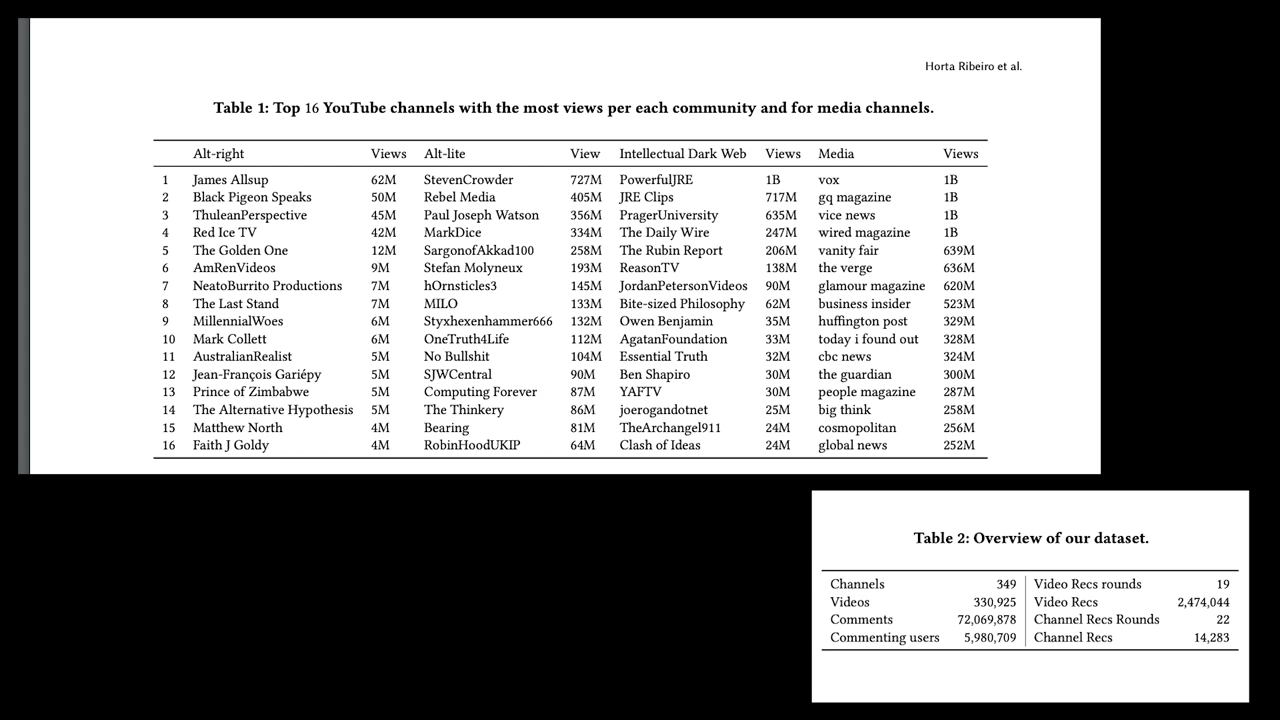 Horta Ribeiro et al.
Table 1: Top 16 YouTube channels with the most views per each community and for media channels.
Alt-right Views Alt-lite View Intellectual Dark Web Views Media Views
1 James Allsup 62M StevenCrowder 727M PowerfulJRE 1B vox 1B
2 Black Pigeon Speaks 50M Rebel Media 405M JRE Clips 717M gq magazine 1B
3 ThuleanPerspective 45M Paul Joseph Watson 356M PragerUniversity 635M vice news 1B
4 Red Ice TV 42M MarkDice 334M The Daily Wire 247M wired magazine 1B
5 The Golden One 12M SargonofAkkad100 258M The Rubin Report 206M vanity fair 639M
6 AmRenVideos 9M Stefan Molyneux 193M ReasonTV 138M the verge 636M
7 NeatoBurrito Productions 7M hOrnsticles3 145M JordanPetersonVideos 90M glamour magazine 620M
8 The Last Stand 7M MILO 133M Bite-sized Philosophy 62M business insider 523M
9 MillennialWoes 6M Styxhexenhammer666 132M Owen Benjamin 35M huffington post 329M
10 Mark Collett 6M OneTruth4Life 112M AgatanFoundation 33M today i found out 328M
11 AustralianRealist 5M No Bullshit 104M Essential Truth 32M cbc news 324M
12 Jean-François Gariépy 5M SJWCentral 90M Ben Shapiro 30M the guardian 300M
13 Prince of Zimbabwe 5M Computing Forever 87M YAFTV 30M people magazine 287M
14 The Alternative Hypothesis 5M The Thinkery 86M joerogandotnet 25M big think 258M
15 Matthew North 4M Bearing 81M TheArchangel911 24M cosmopolitan 256M
16 Faith J Goldy 4M RobinHoodUKIP 64M Clash of Ideas 24M global news 252M
Table 2: Overview of our dataset.
Channels 349 Video Recs rounds 19
Videos 330,925 Video Recs 2,474,044
Comments 72,069,878 Channel Recs Rounds 22
Commenting users 5,980,709 Channel Recs 14,283